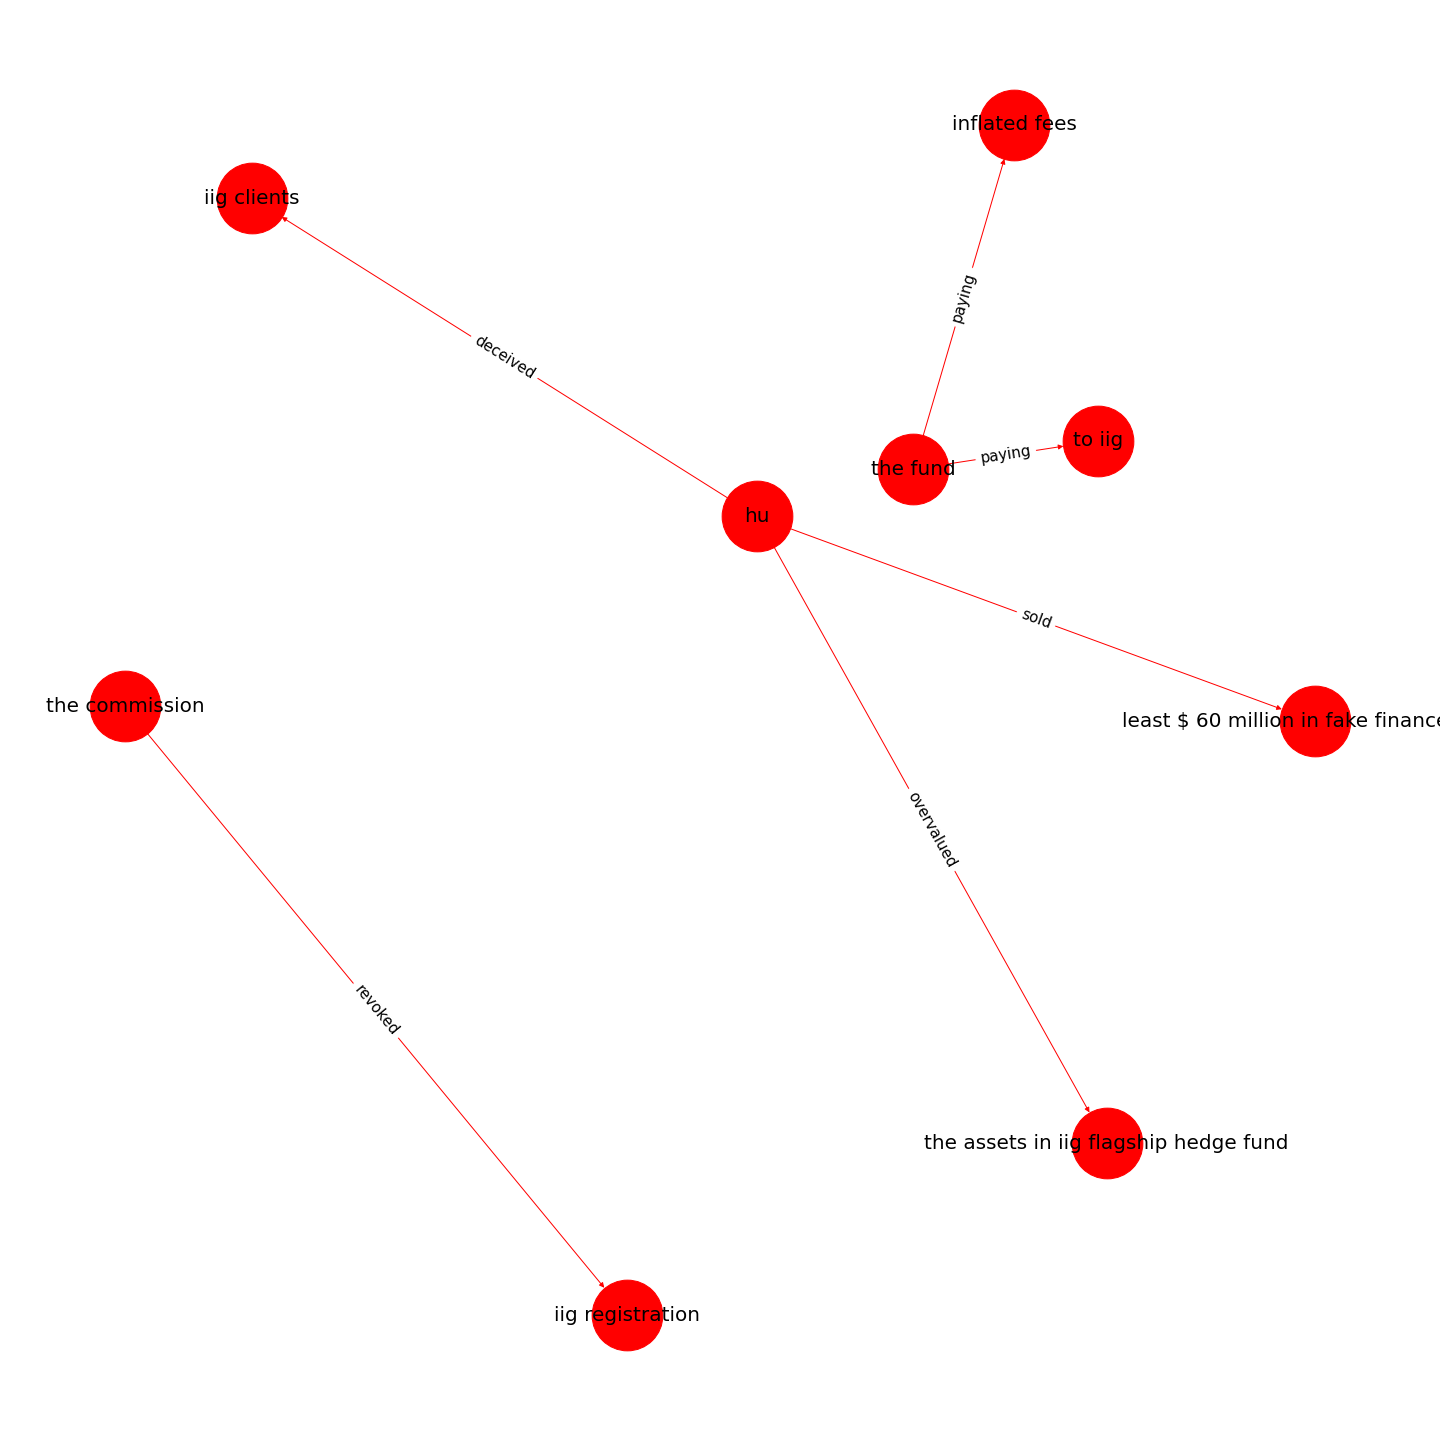 inflated fees
iig clients
paying
deceived
to iig
paying
the fund
hu
sold
the commission
least $ 60 million in fake finance
overvalued
revoked
the assets in iig flagship hedge fund
iig registration